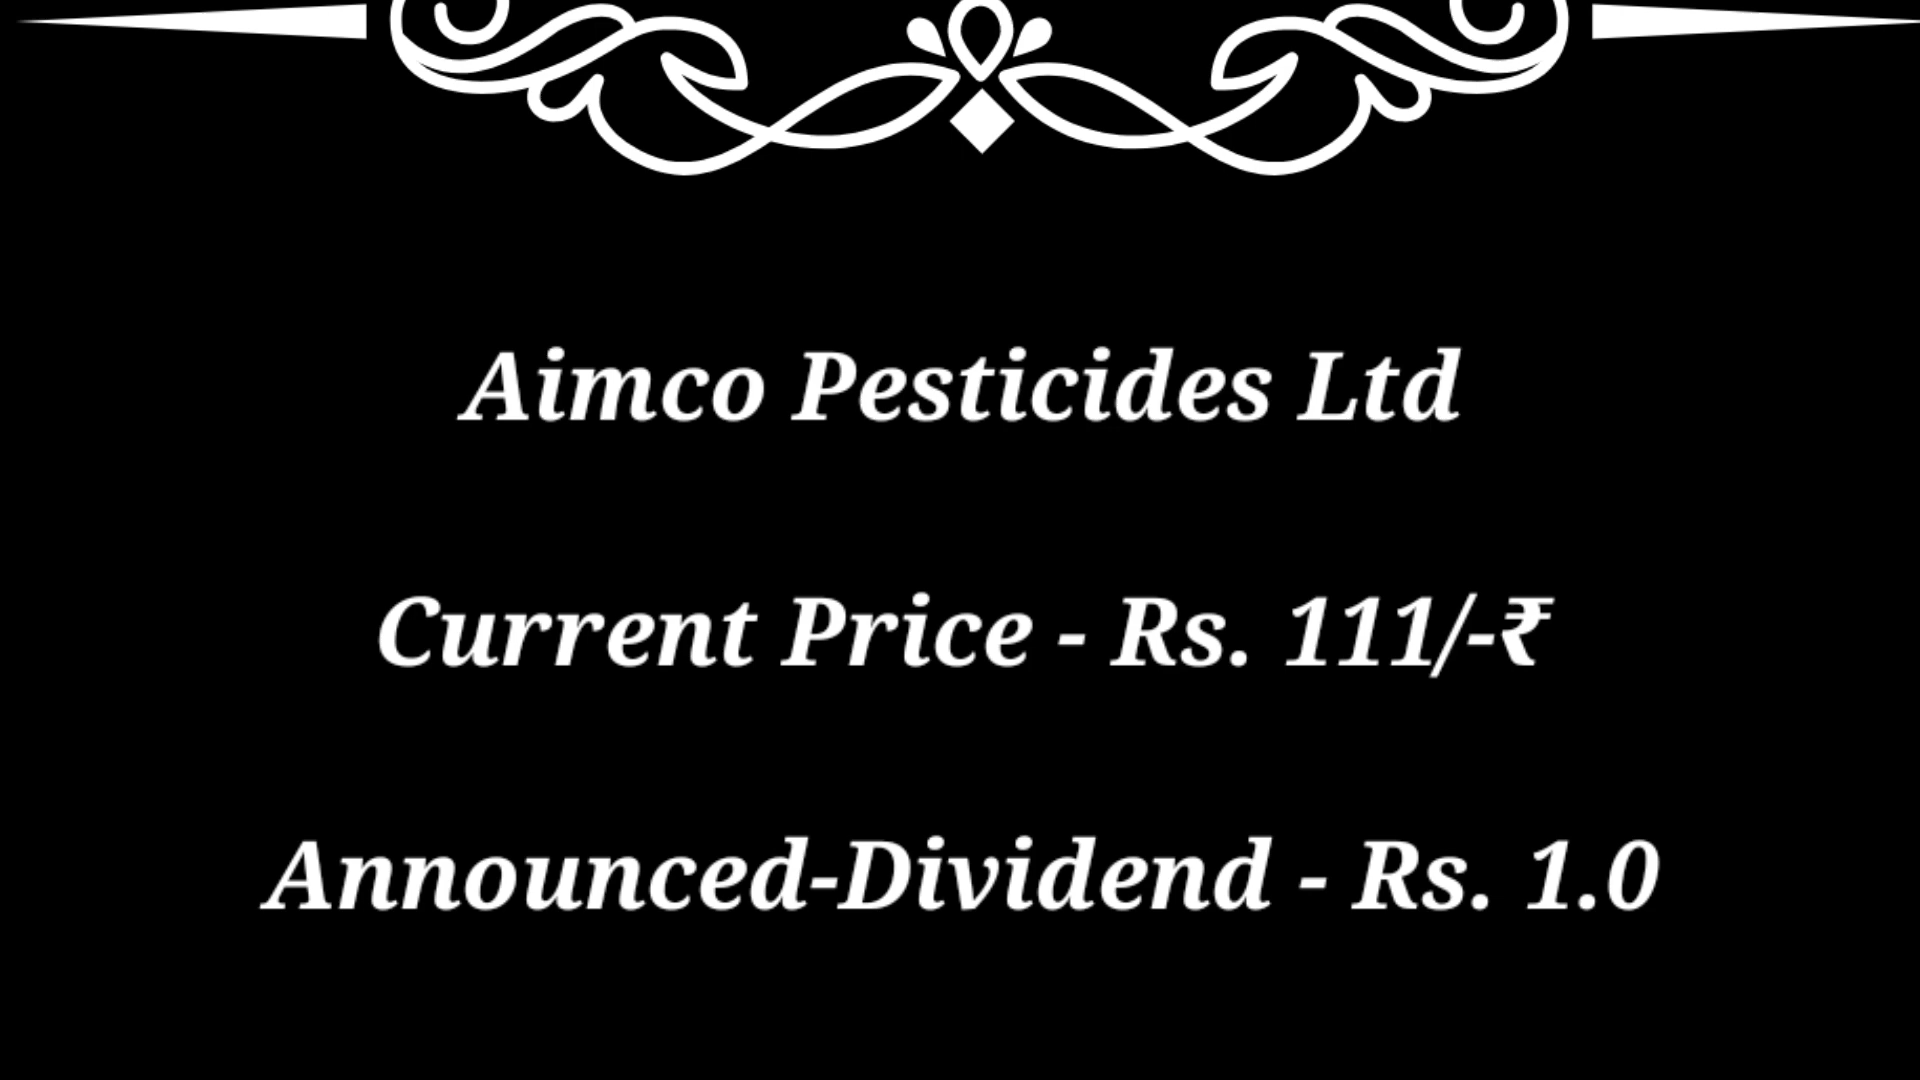 Aimco Pesticides Ltd
Current Price - Rs. 111/-₹
Announced-Dividend - Rs. 1.0